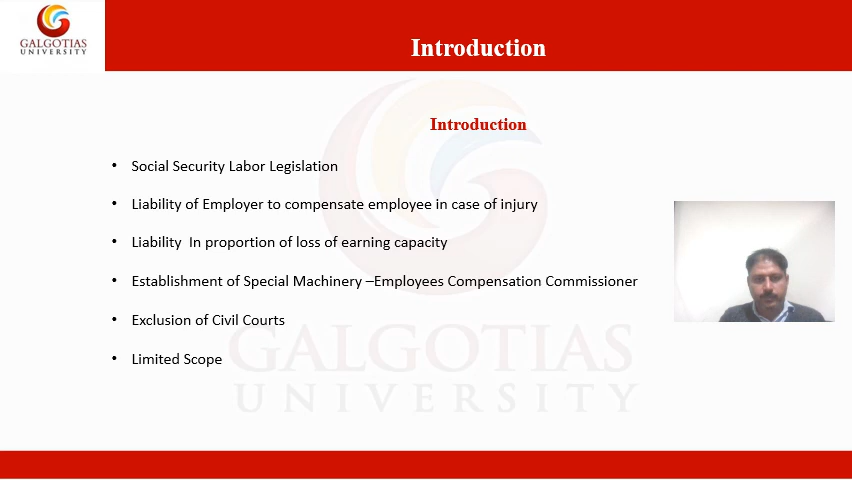 GALGOTIAS
UNIVERSITY
Introduction
Introduction
• Social Security Labor Legislation
• Liability of Employer to compensate employee in case of injury
• Liability In proportion of loss of earning capacity
• Establishment of Special Machinery –Employees Compensation Commissioner
• Exclusion of Civil Courts
• Limited Scope
GALGOTIAS
UNIVERSITY